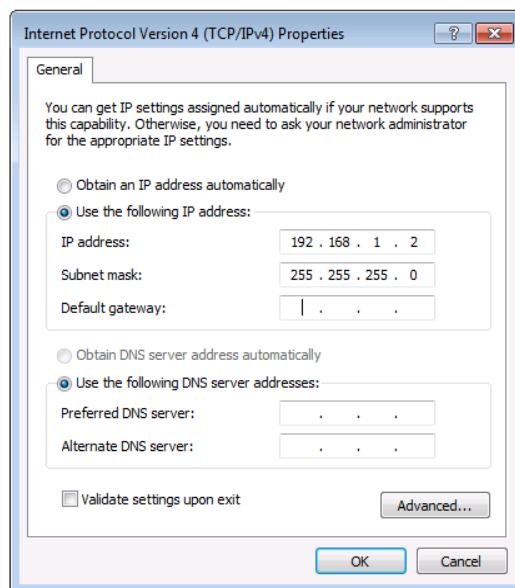 Internet Protocol Version 4 (TCP/IPv4) Properties
General
You can get IP settings assigned automatically if your network supports
this capability. Otherwise, you need to ask your network administrator
for the appropriate IP settings.
Obtain an IP address automatically
Use the following IP address:
IP address: 192 . 168 . 1 . 2
Subnet mask: 255 . 255 . 255 . 0
Default gateway: . . .
Obtain DNS server address automatically
Use the following DNS server addresses:
Preferred DNS server: . . .
Alternate DNS server: . . .
Validate settings upon exit
Advanced...
OK Cancel